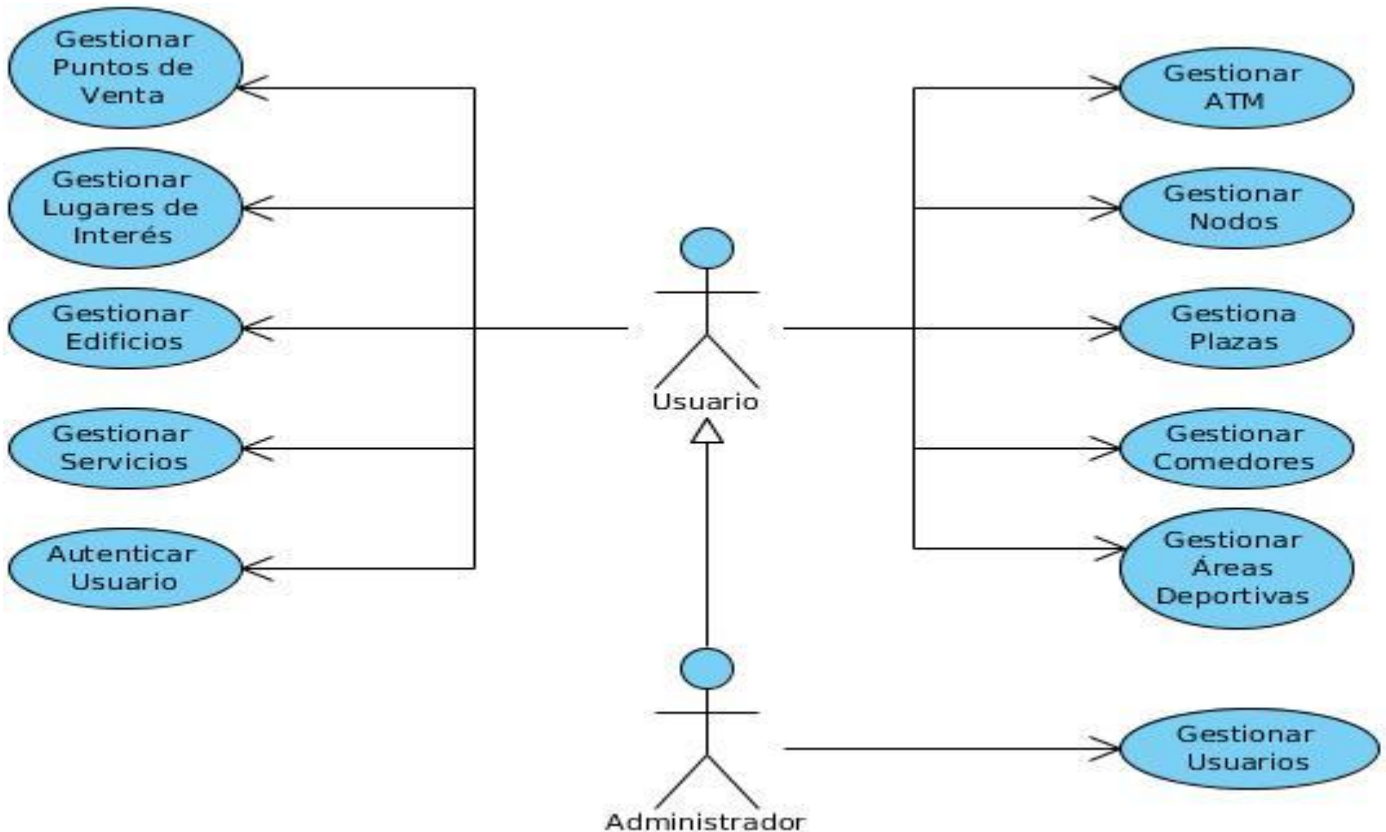 Gestionar
Puntos de
Venta
Gestionar
Lugares de
Interés
Gestionar
Edificios
Gestionar
Servicios
Autenticar
Usuario
Usuario
Administrador
Gestionar
ATM
Gestionar
Nodos
Gestiona
Plazas
Gestionar
Comedores
Gestionar
Áreas
Deportivas
Gestionar
Usuarios